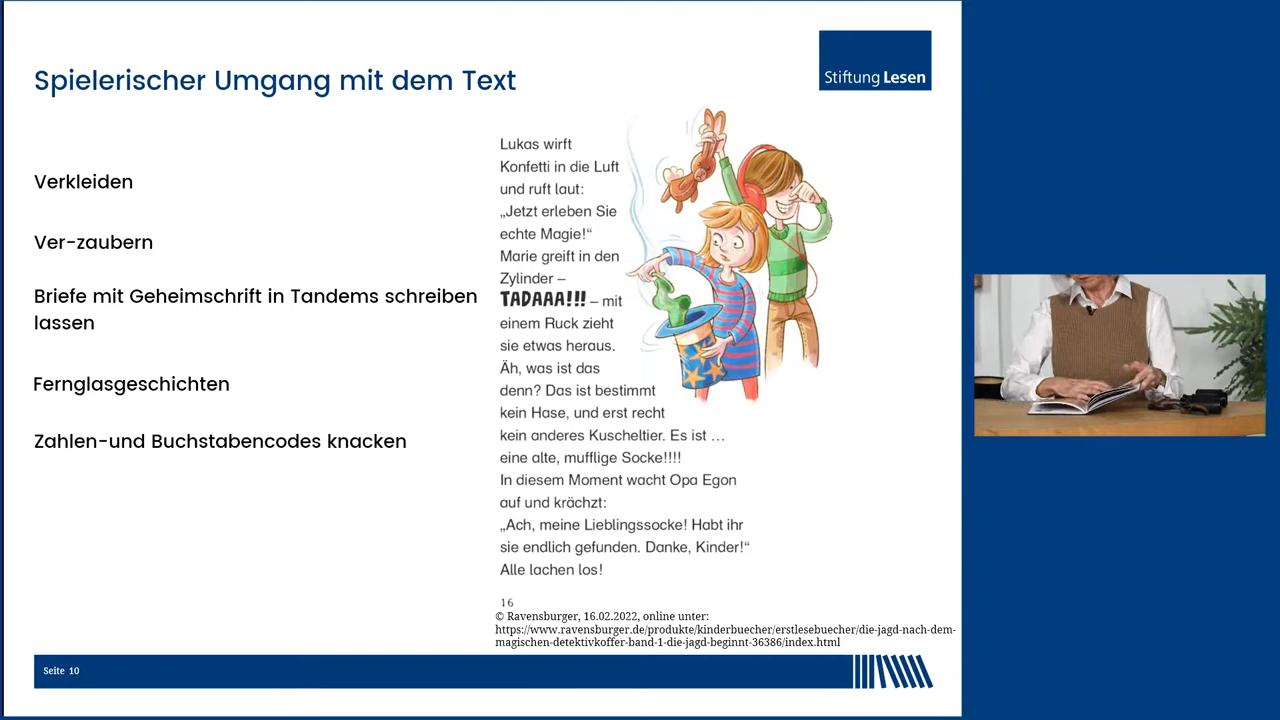 Spielerischer Umgang mit dem Text
Stiftung Lesen
Verkleiden
Ver-zaubern
Briefe mit Geheimschrift in Tandems schreiben
lassen
Fernglasgeschichten
Zahlen-und Buchstabencodes knacken
Lukas wirft
Konfetti in die Luft
und ruft laut:
„Jetzt erleben Sie
echte Magie!“
Marie greift in den
Zylinder –
TADAAA!!! – mit
einem Ruck zieht
sie etwas heraus.
Äh, was ist das
denn? Das ist bestimmt
kein Hase, und erst recht
kein anderes Kuscheltier. Es ist …
eine alte, mufflige Socke!!!!
In diesem Moment wacht Opa Egon
auf und krächzt:
„Ach, meine Lieblingssocke! Habt ihr
sie endlich gefunden. Danke, Kinder!“
Alle lachen los!
16
© Ravensburger, 16.02.2022, online unter:
https://www.ravensburger.de/produkte/kinderbuecher/erstlesebuecher/die-jagd-nach-dem-
magischen-detektivkoffer-band-1-die-jagd-beginnt-36386/index.html
Seite 10